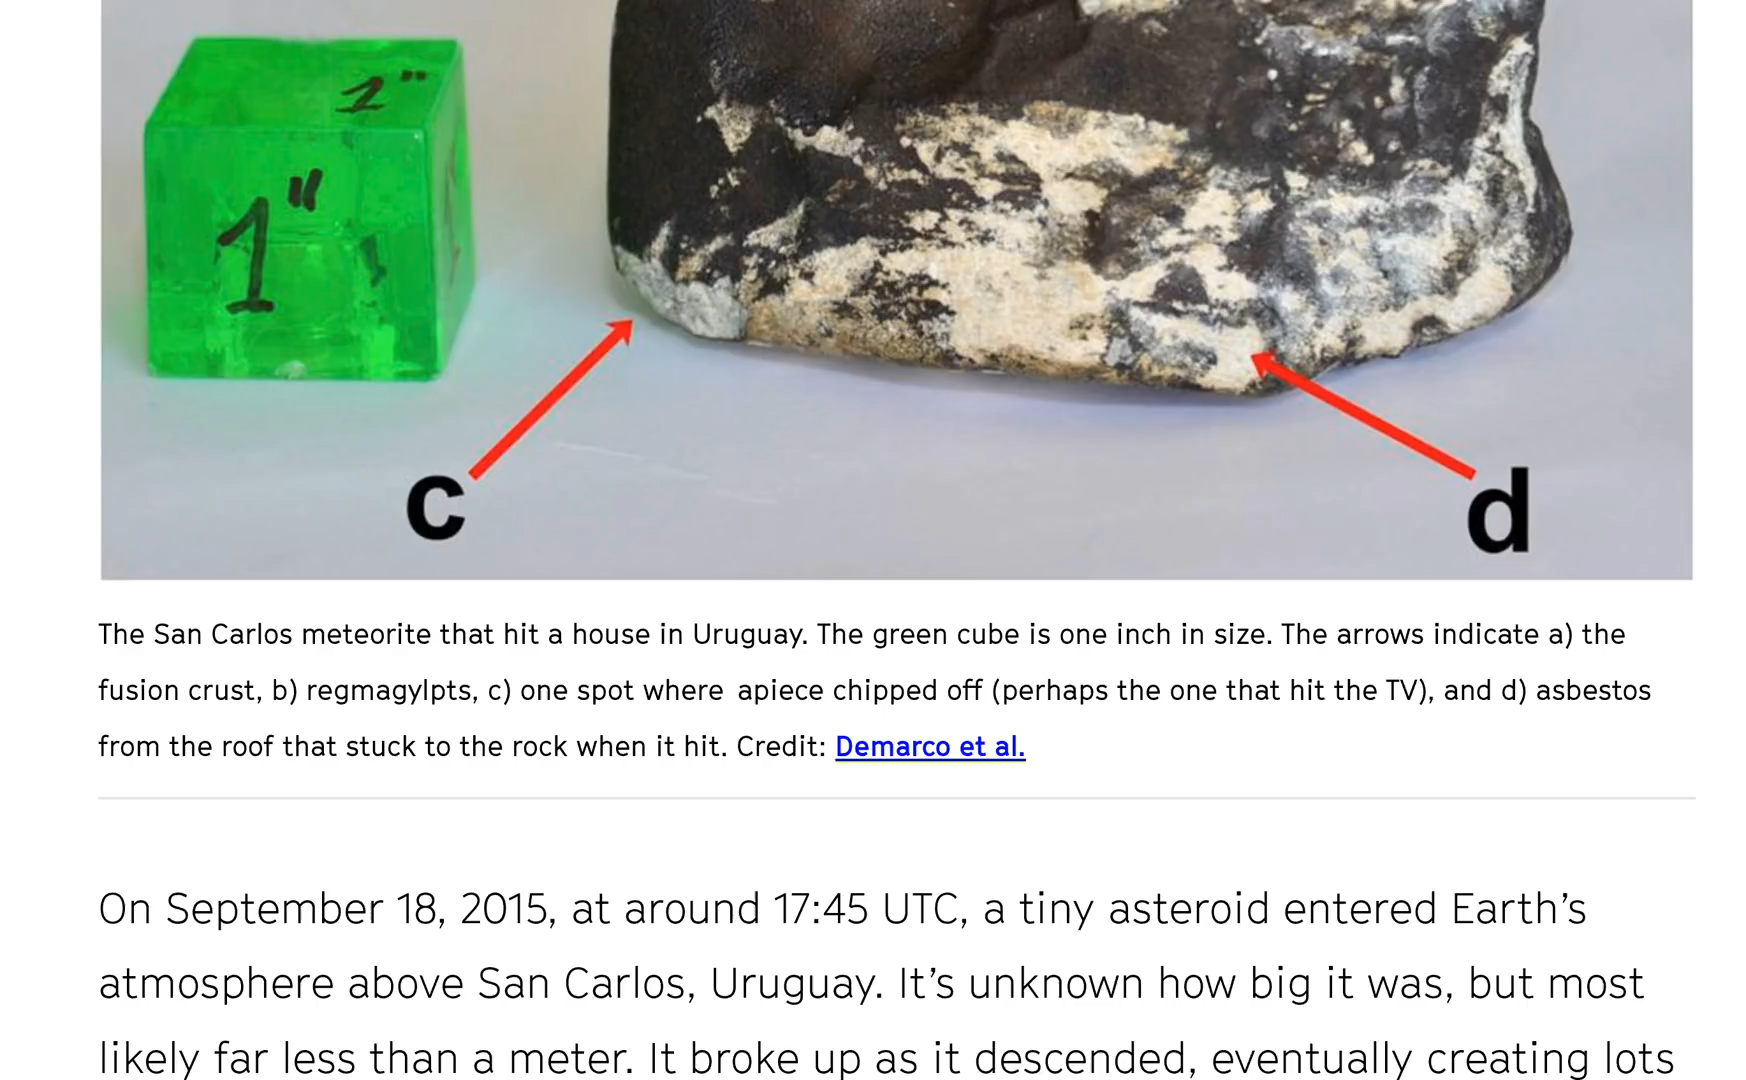 1"
1"
c
d
The San Carlos meteorite that hit a house in Uruguay. The green cube is one inch in size. The arrows indicate a) the
fusion crust, b) regmagylpts, c) one spot where apiece chipped off (perhaps the one that hit the TV), and d) asbestos
from the roof that stuck to the rock when it hit. Credit: Demarco et al.
On September 18, 2015, at around 17:45 UTC, a tiny asteroid entered Earth’s
atmosphere above San Carlos, Uruguay. It’s unknown how big it was, but most
likely far less than a meter. It broke up as it descended, eventually creating lots